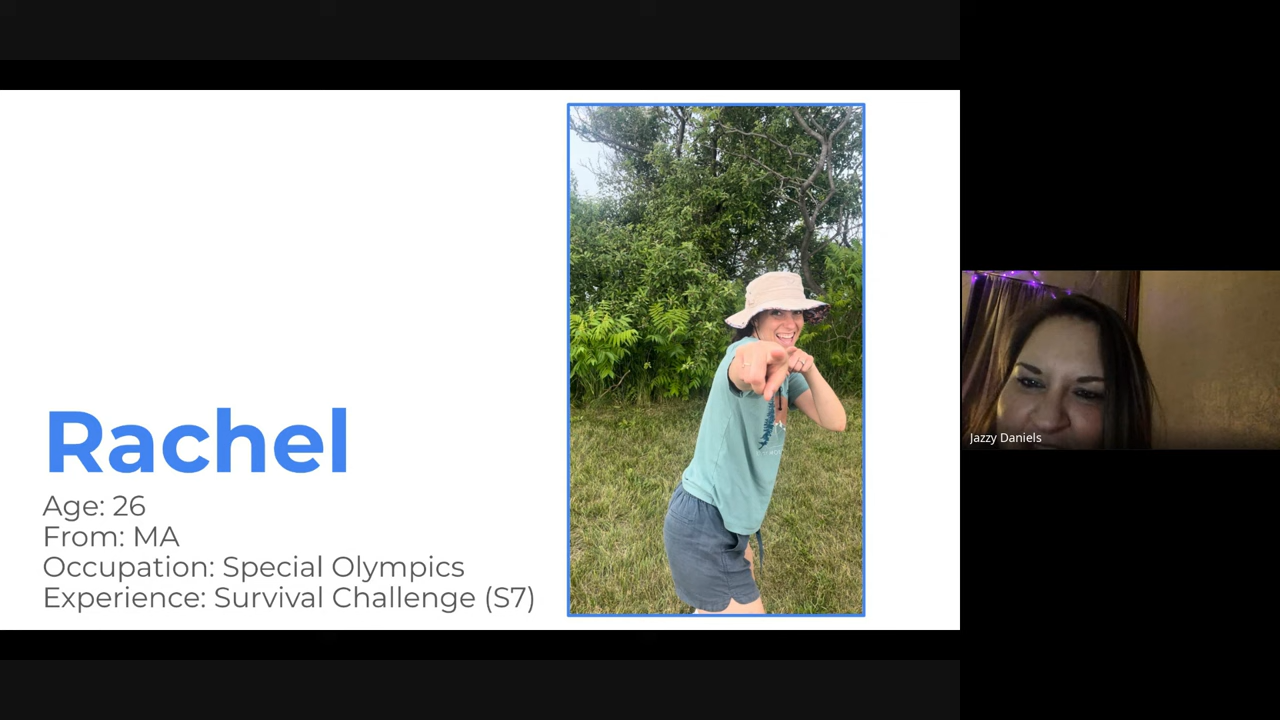 Rachel
Age: 26
From: MA
Occupation: Special Olympics
Experience: Survival Challenge (S7)
Jazzy Daniels